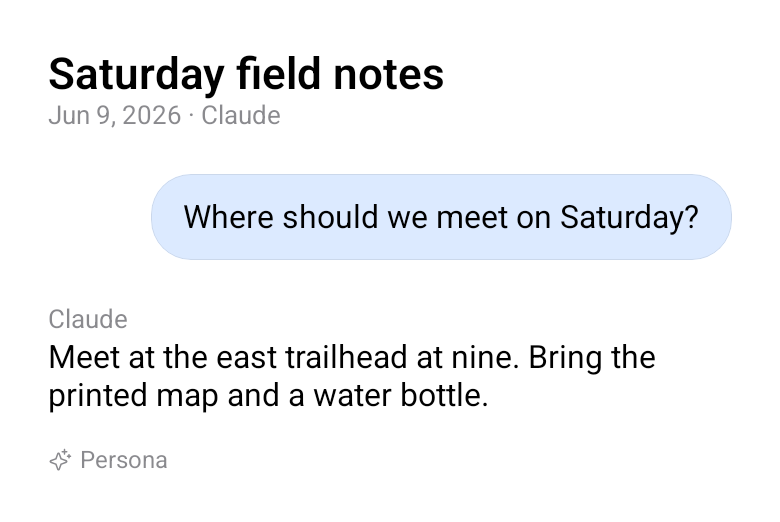 Saturday field notes
Jun 9, 2026 · Claude
Where should we meet on Saturday?
Claude
Meet at the east trailhead at nine. Bring the
printed map and a water bottle.
Persona